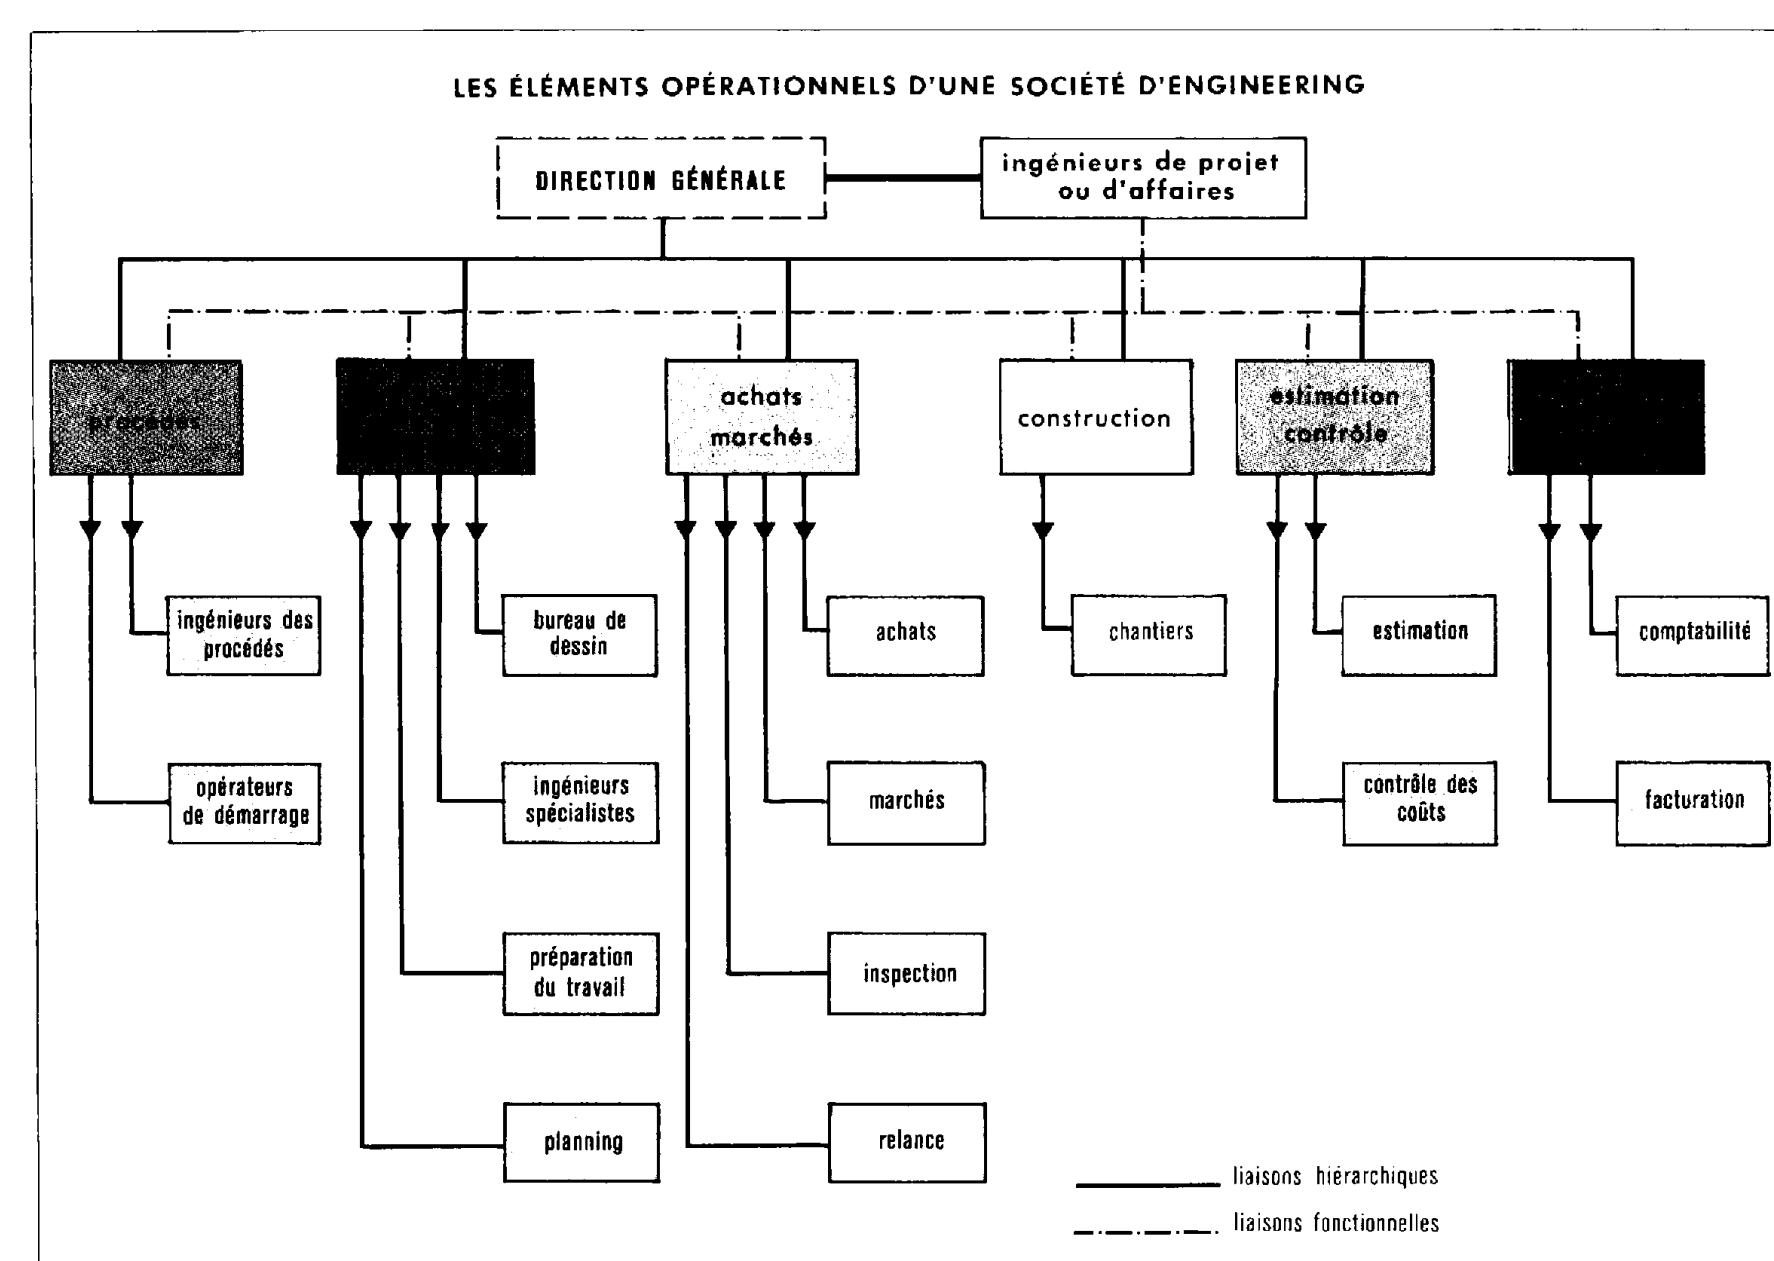 LES ÉLÉMENTS OPÉRATIONNELS D'UNE SOCIÉTÉ D'ENGINEERING
DIRECTION GÉNÉRALE
ingénieurs de projet
ou d'affaires
procédés
achats
marchés
construction
estimation
contrôle
ingénieurs des
procédés
bureau de
dessin
achats
chantiers
estimation
comptabilité
opérateurs
de démarrage
ingénieurs
spécialistes
marchés
contrôle des
coûts
facturation
préparation
du travail
inspection
planning
relance
liaisons hiérarchiques
liaisons fonctionnelles